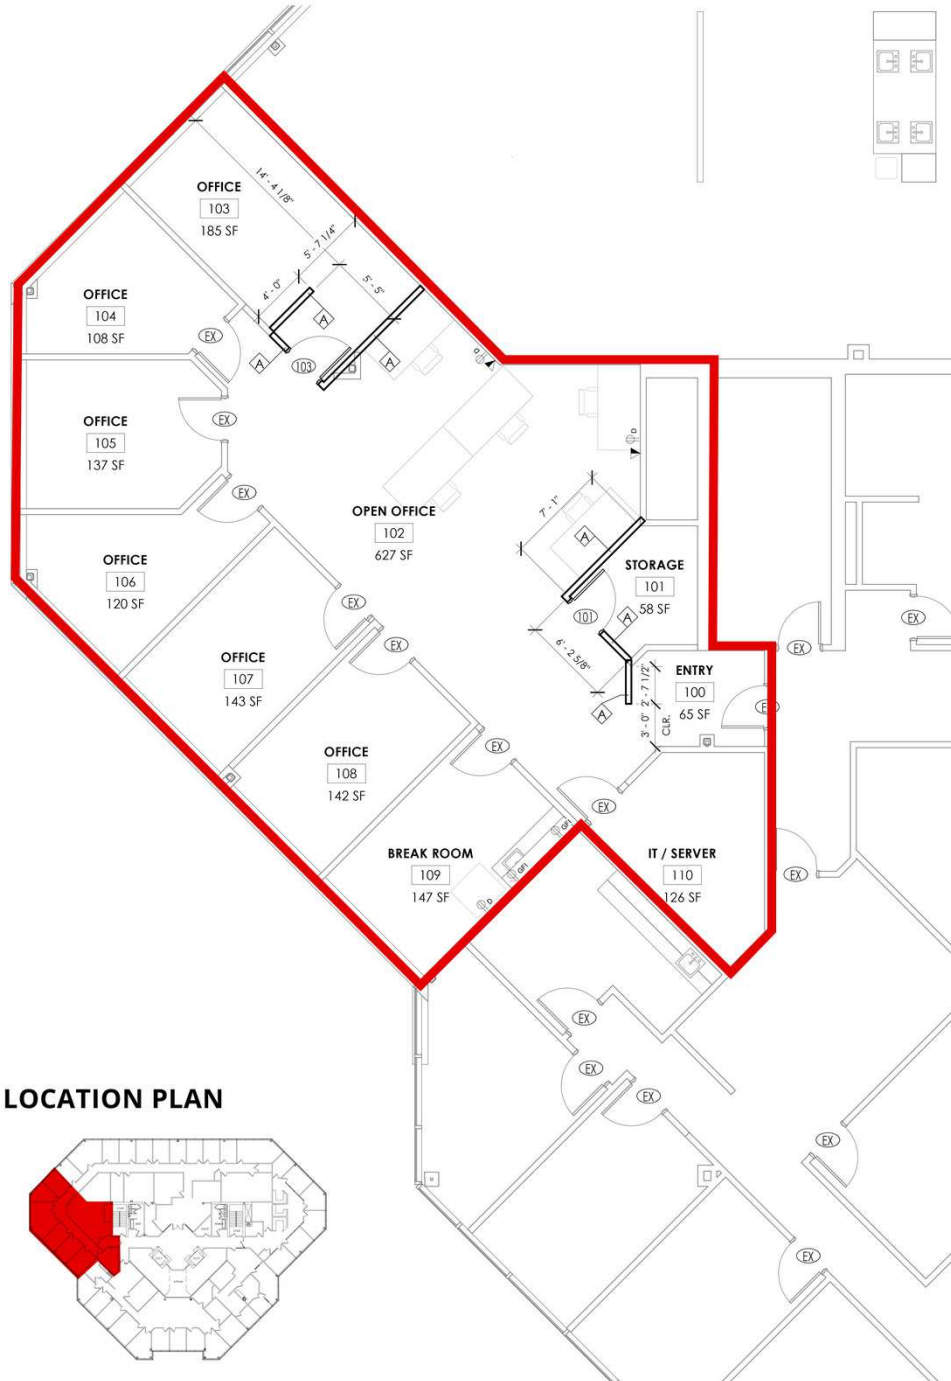 OFFICE
103
185 SF
14' - 4 1/8"
5' - 7 1/4"
4' - 0"
5' - 5"
A
A
A
103
OFFICE
104
108 SF
EX
OFFICE
105
137 SF
EX
EX
D
D
OPEN OFFICE
102
627 SF
7' - 1"
A
STORAGE
101
58 SF
101
A
6' - 2 5/8"
A
2' - 7 1/2"
3' - 0"
CLR.
ENTRY
100
65 SF
OFFICE
106
120 SF
EX
EX
EX
EX
OFFICE
107
143 SF
OFFICE
108
142 SF
EX
EX
BREAK ROOM
109
147 SF
GFI
GFI
D
IT / SERVER
110
126 SF
EX
EX
EX
EX
EX
EX
LOCATION PLAN